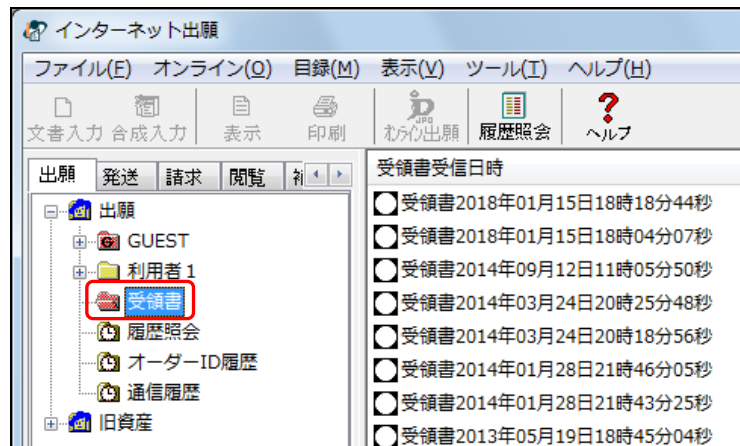 インターネット出願
ファイル(F) オンライン(O) 目録(M) 表示(V) ツール(T) ヘルプ(H)
文書入力 合成入力 表示 印刷 オンライン出願 履歴照会 ヘルプ
JPO
出願 発送 請求 閲覧
出願
GUEST
利用者1
受領書
履歴照会
オーダーID履歴
通信履歴
旧資産
受領書受信日時
受領書2018年01月15日18時18分44秒
受領書2018年01月15日18時04分07秒
受領書2014年09月12日11時05分50秒
受領書2014年03月24日20時25分48秒
受領書2014年03月24日20時18分56秒
受領書2014年01月28日21時46分05秒
受領書2014年01月28日21時43分25秒
受領書2013年05月19日18時45分04秒